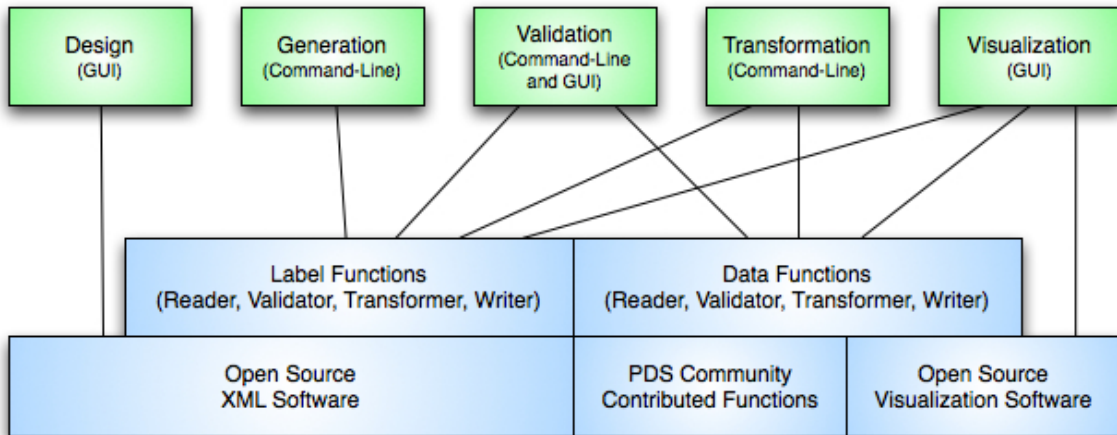 Design
(GUI)
Generation
(Command-Line)
Validation
(Command-Line
and GUI)
Transformation
(Command-Line)
Visualization
(GUI)
Label Functions
(Reader, Validator, Transformer, Writer)
Data Functions
(Reader, Validator, Transformer, Writer)
Open Source
XML Software
PDS Community
Contributed Functions
Open Source
Visualization Software